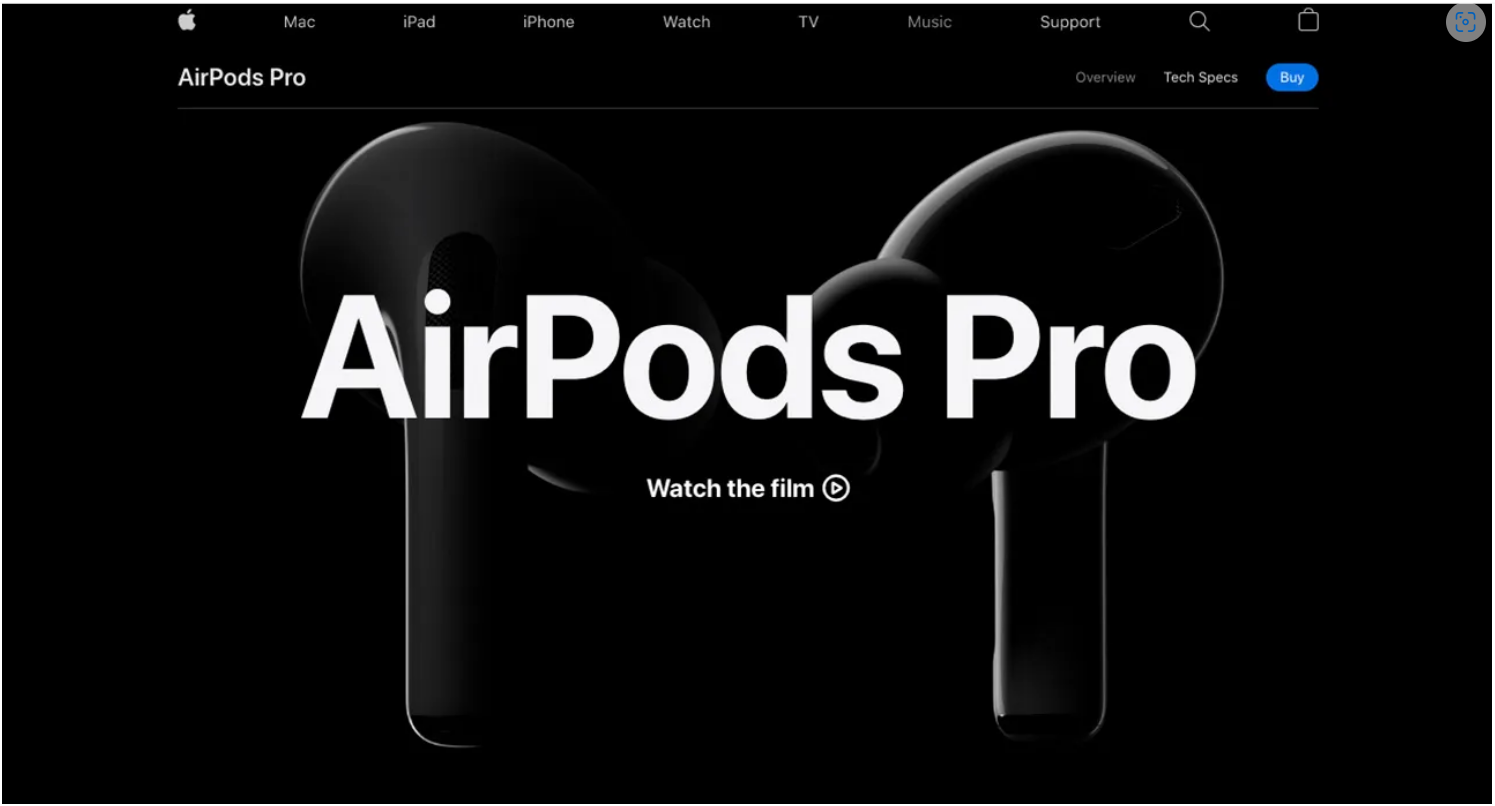 Mac iPad iPhone Watch TV Music Support
AirPods Pro Overview Tech Specs Buy
AirPods Pro
Watch the film